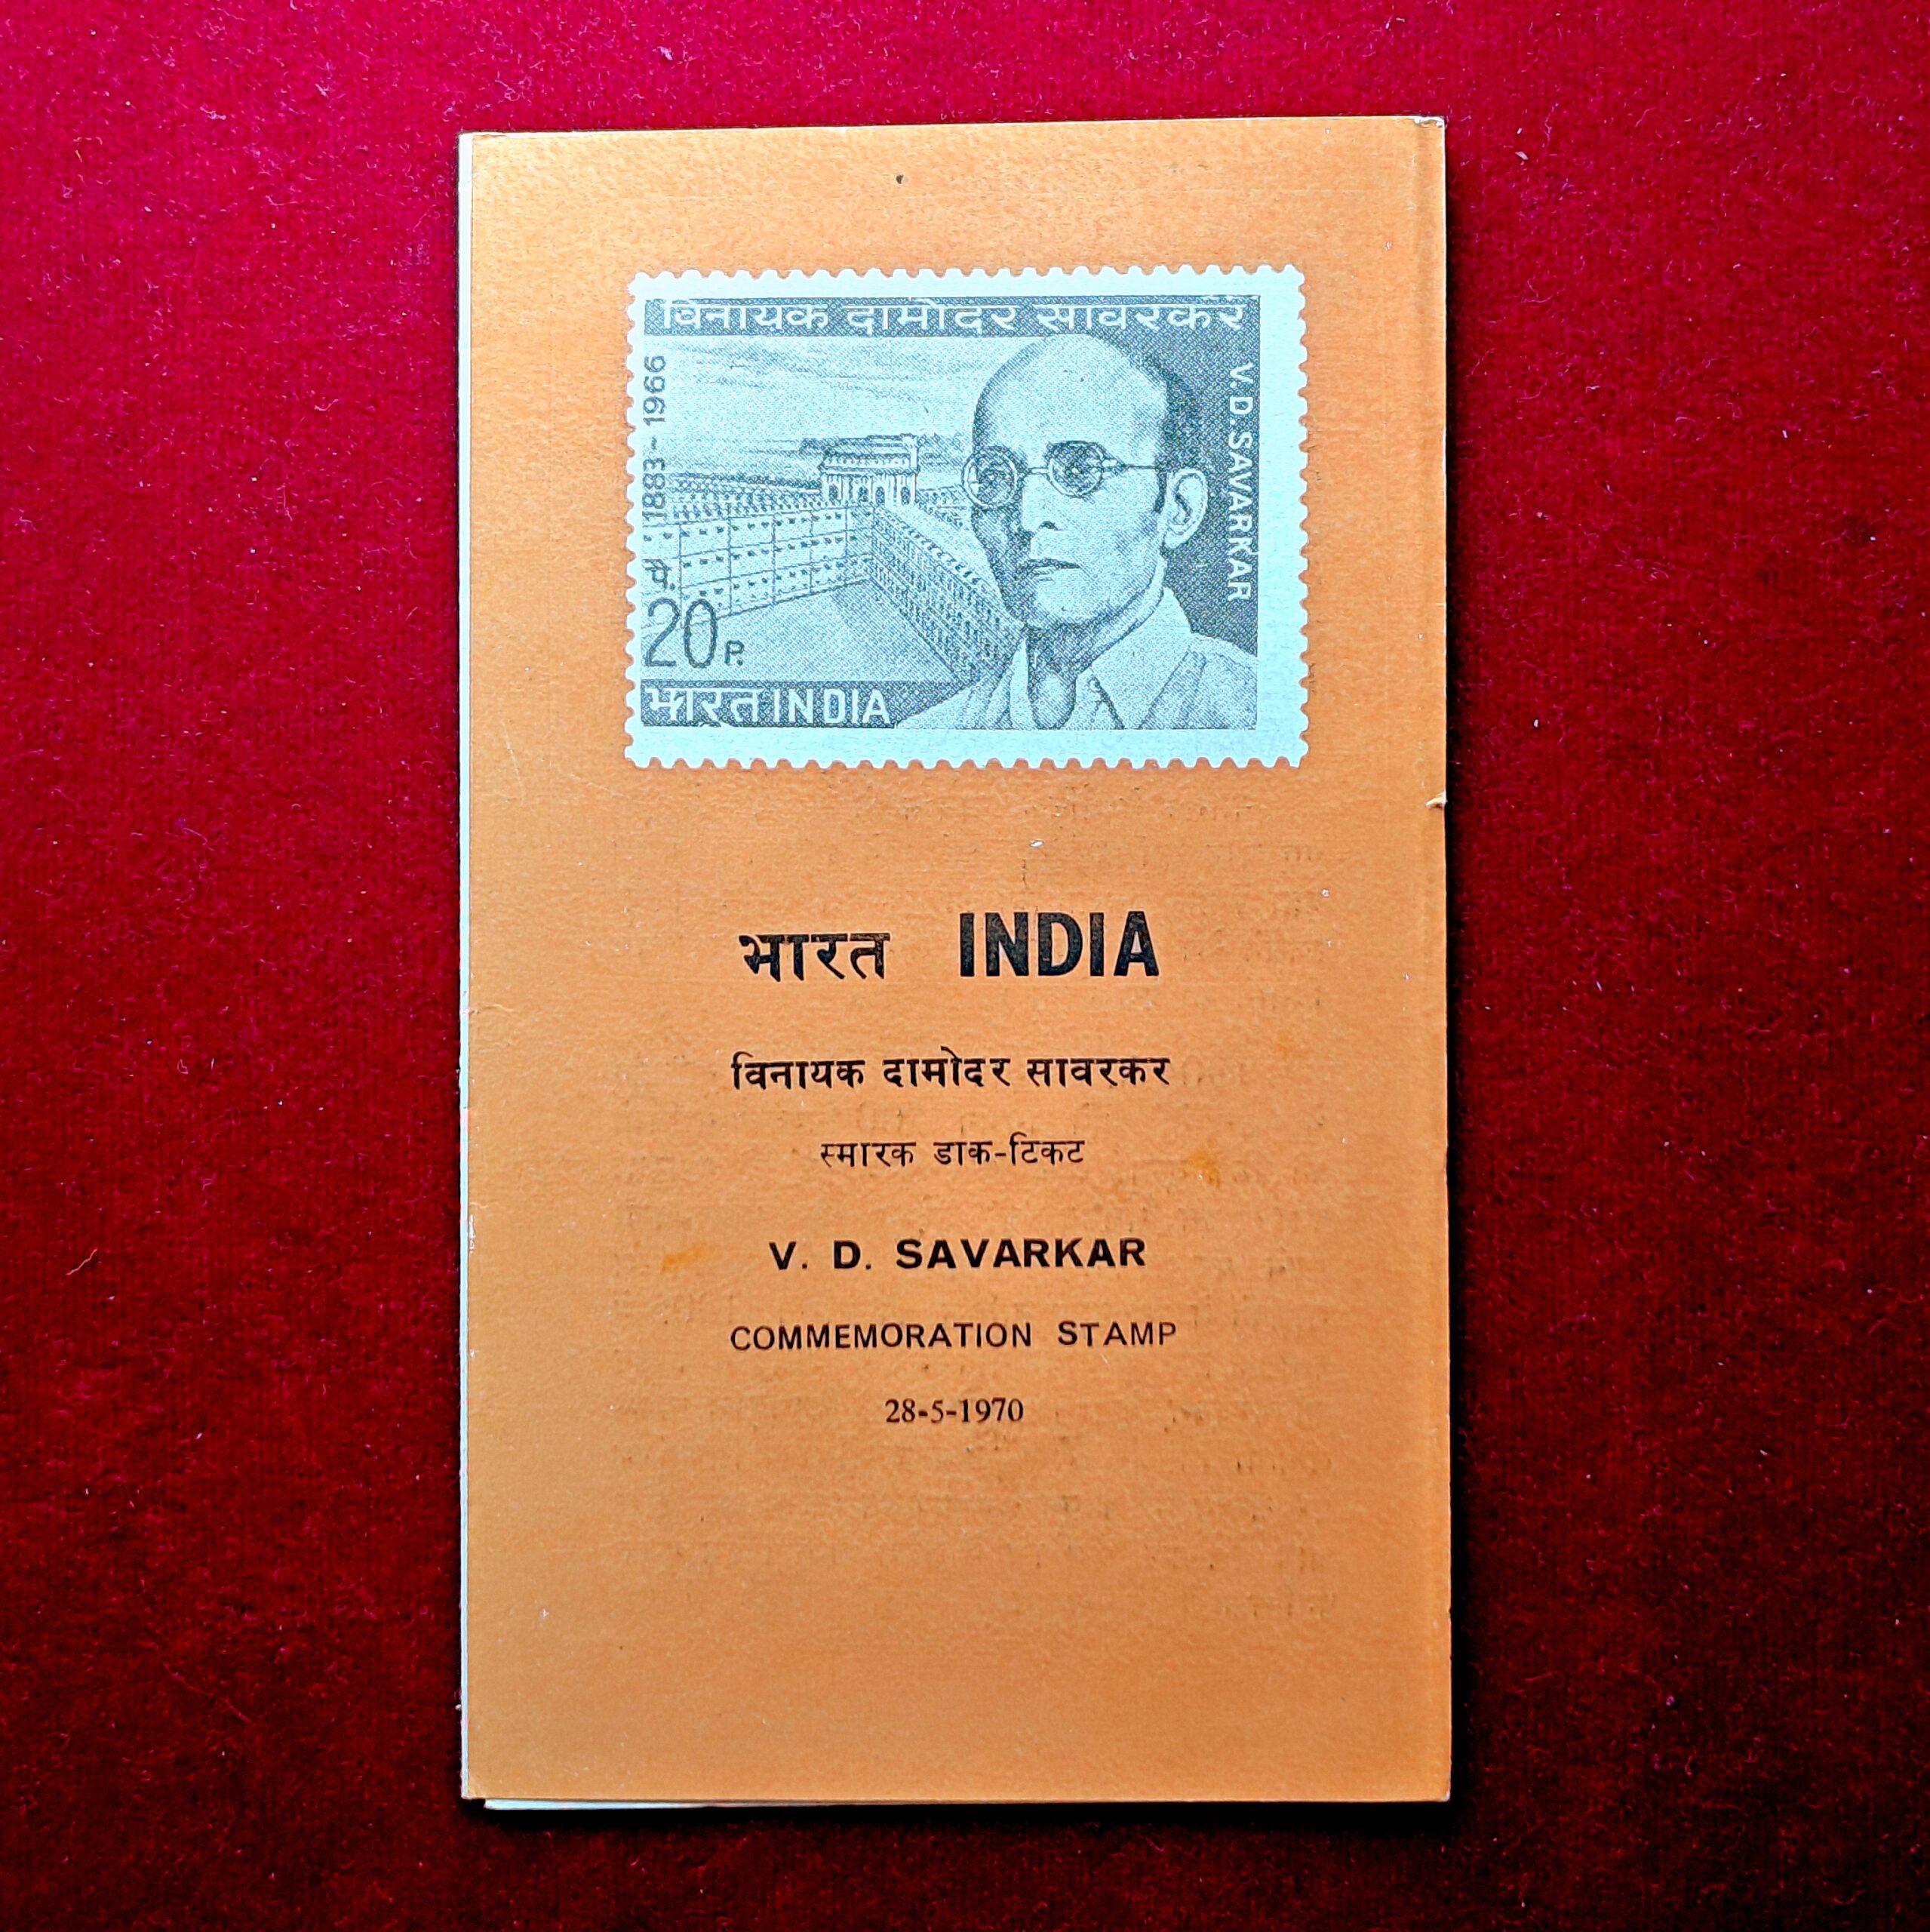 विनायक दामोदर सावरकर
V.D.SAVARKAR
1883-1966
पै.
20P.
भारत INDIA
भारत INDIA
विनायक दामोदर सावरकर
स्मारक डाक-टिकट
V. D. SAVARKAR
COMMEMORATION STAMP
28-5-1970